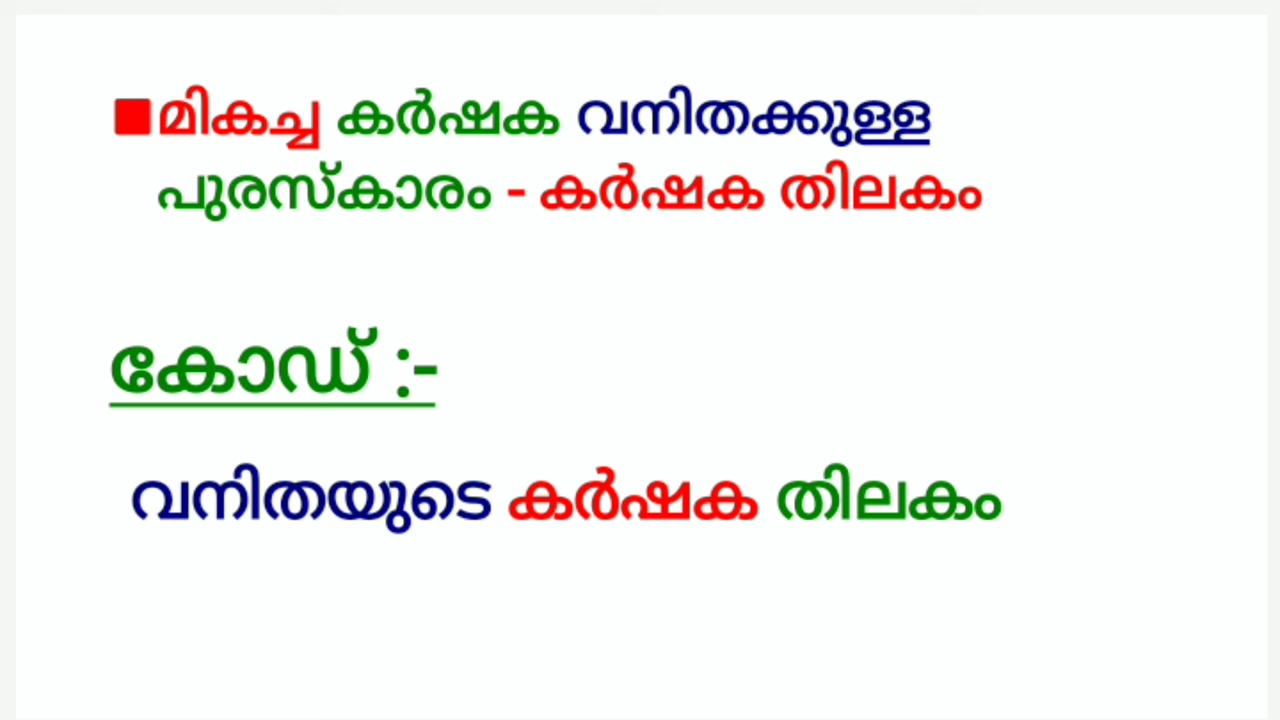 ■മികച്ച കർഷക വനിതക്കുള്ള
പുരസ്കാരം - കർഷക തിലകം
കോഡ് :-
വനിതയുടെ കർഷക തിലകം